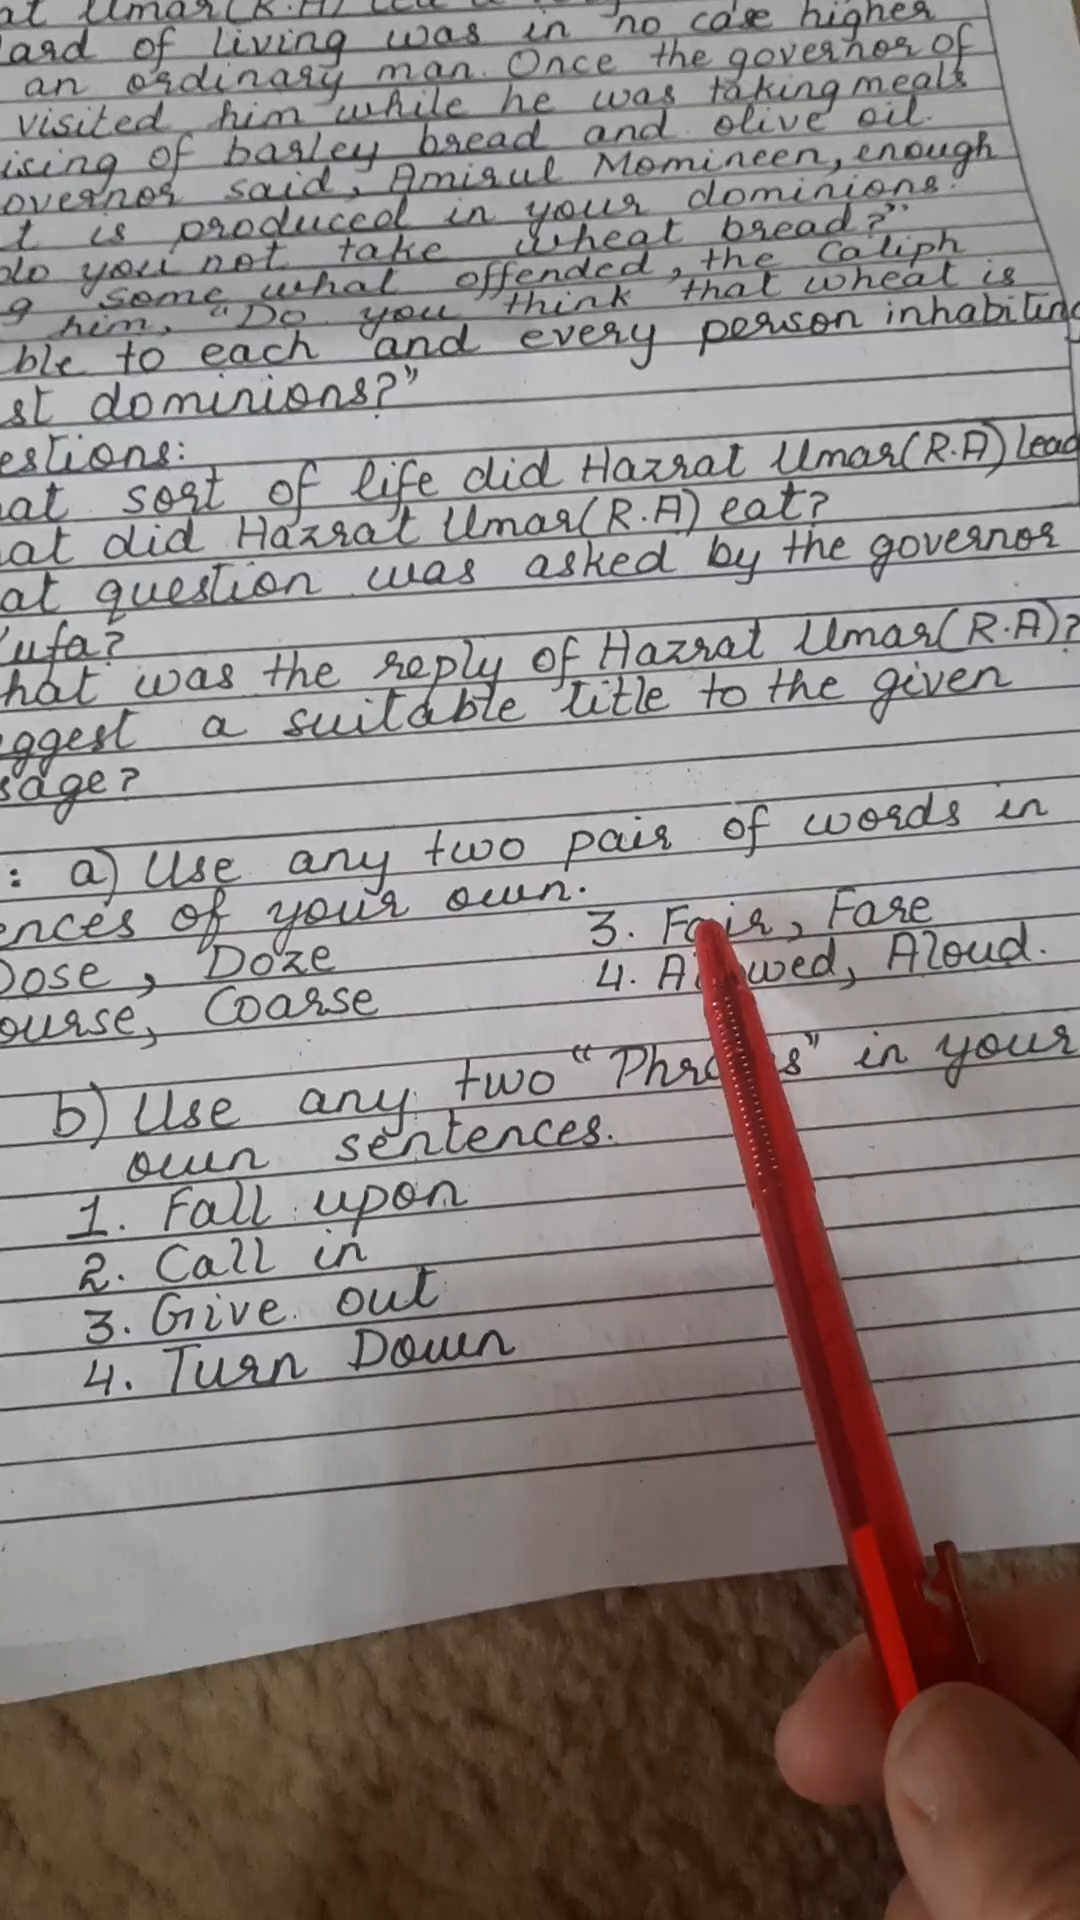 Umar(R.A) led a
ard of living was in no case higher
an ordinary man. Once the governor of
visited him while he was taking meals
ising of barley bread and olive oil.
overnor said, Amirul Momineen, enough
t is produced in your dominions.
do you not take wheat bread?"
g some what offended, the Caliph
him, "Do you think that wheat is
ble to each and every person inhabiting
st dominions?"
estions:
at sort of life did Hazrat Umar(R.A) lead
at did Hazrat Umar(R.A) eat?
at question was asked by the governor
ufa?
hat was the reply of Hazrat Umar(R.A)?
ggest a suitable title to the given
sage?
: a) Use any two pair of words in
ences of your own.
Dose, Doze 3. Fair, Fare
ourse, Coarse 4. A wed, Aloud.
b) Use any two "Phr s" in your
own sentences.
1. Fall upon
2. Call in
3. Give out
4. Turn Down